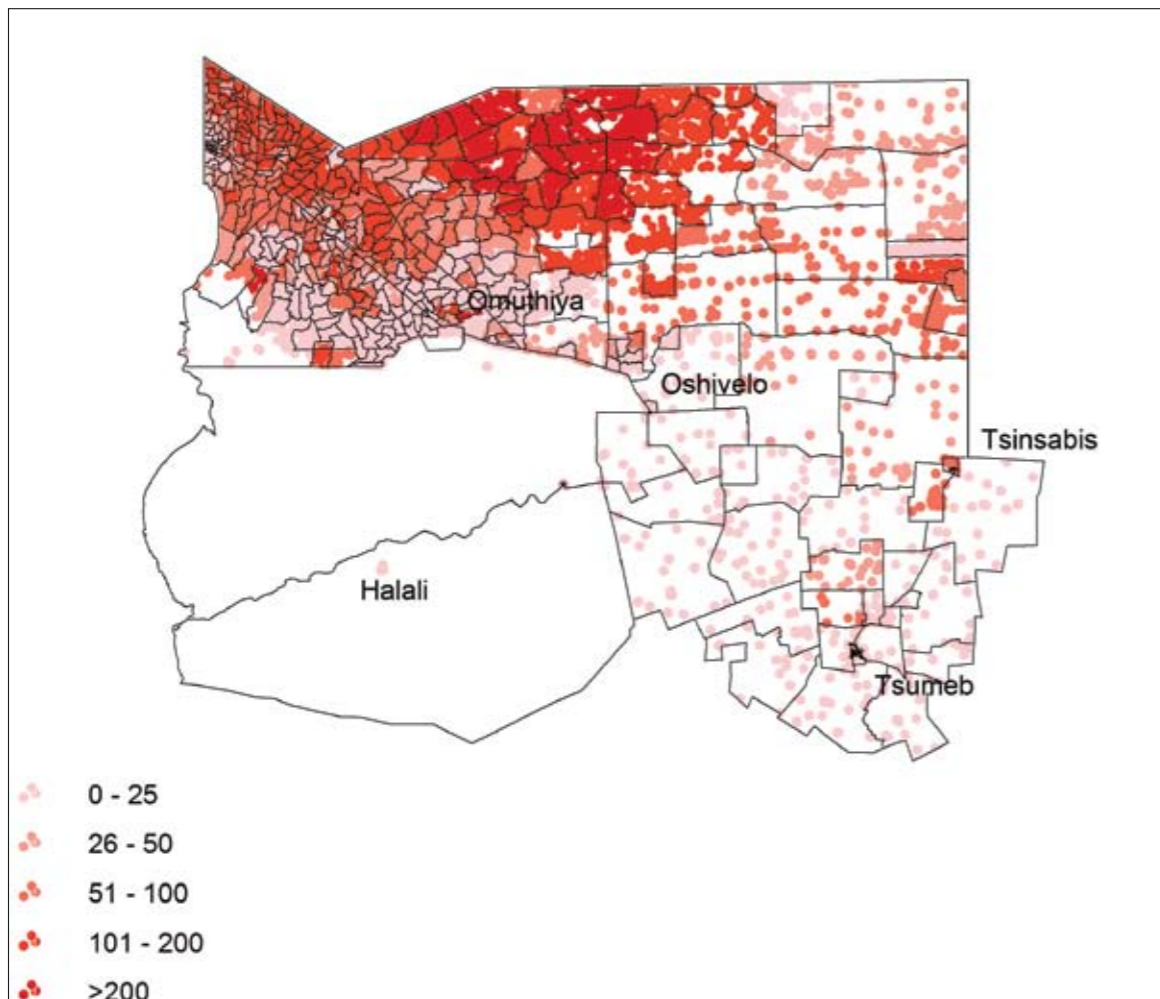 Omuthiya
Oshivelo
Tsinsabis
Halali
Tsumeb
0 - 25
26 - 50
51 - 100
101 - 200
>200